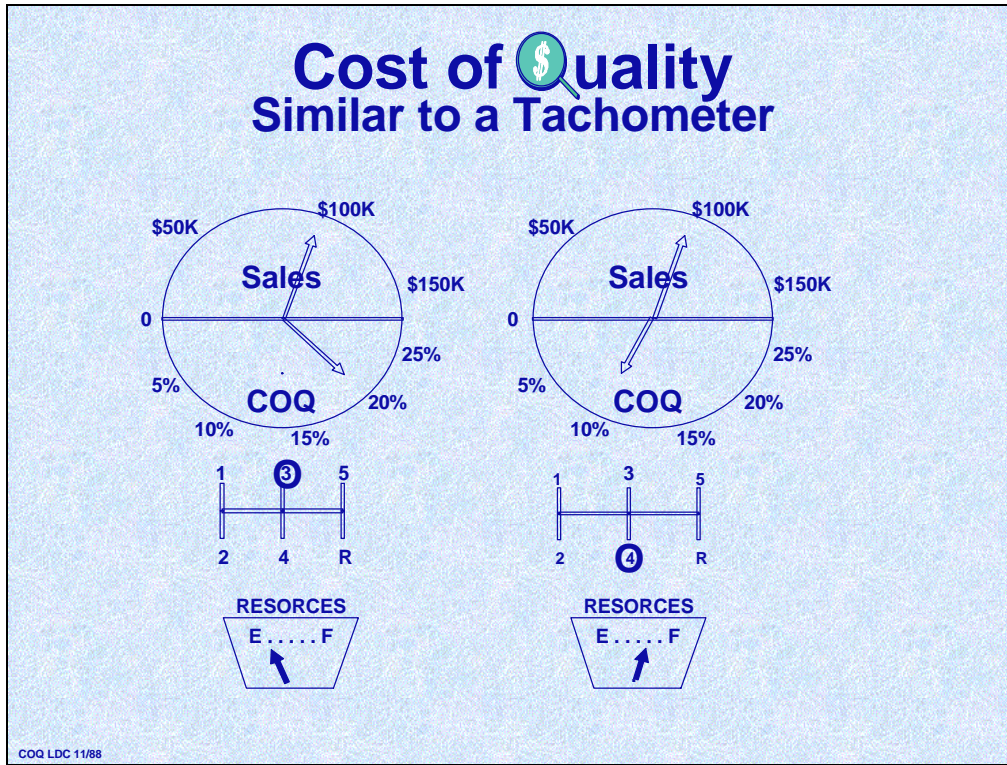 Cost of Quality
Similar to a Tachometer
$50K
$100K
Sales
$150K
0
25%
5%
COQ
20%
10%
15%
1 3 5
2 4 R
RESORCES
E . . . . . F
$50K
$100K
Sales
$150K
0
25%
5%
COQ
20%
10%
15%
1 3 5
2 4 R
RESORCES
E . . . . . F
COQ LDC 11/88